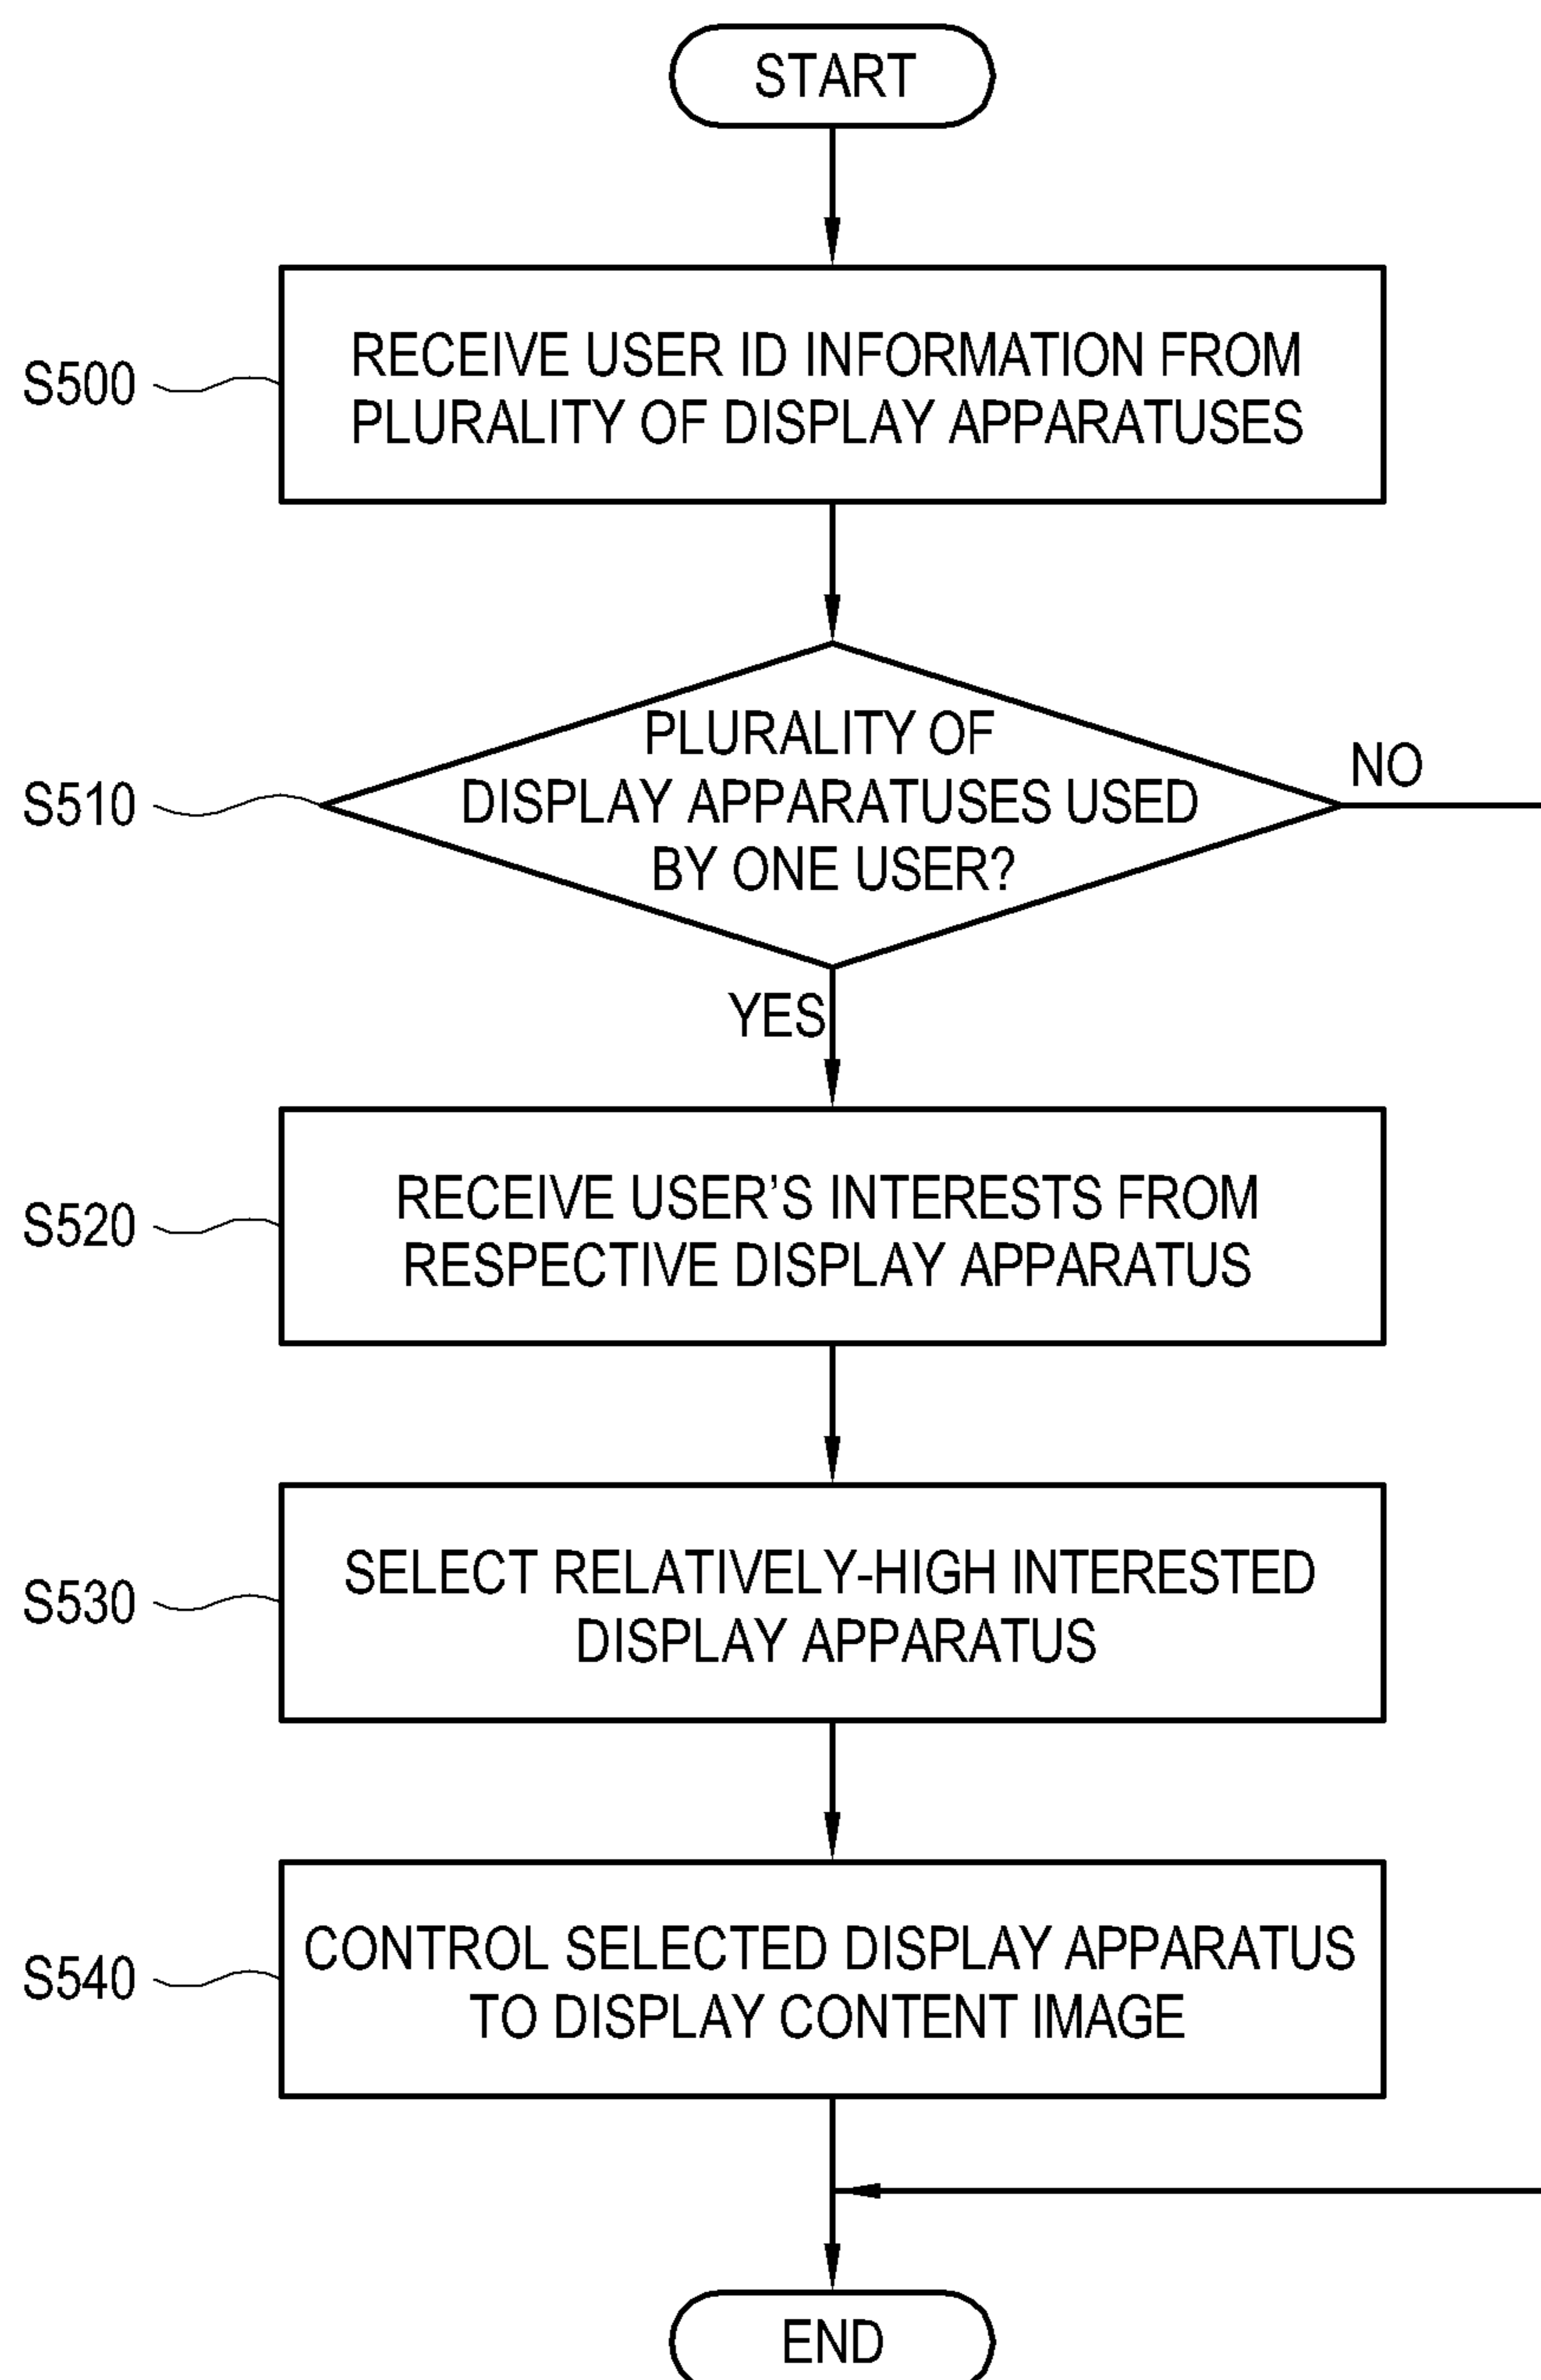 START
S500
RECEIVE USER ID INFORMATION FROM
PLURALITY OF DISPLAY APPARATUSES
S510
PLURALITY OF
DISPLAY APPARATUSES USED
BY ONE USER?
NO
YES
S520
RECEIVE USER'S INTERESTS FROM
RESPECTIVE DISPLAY APPARATUS
S530
SELECT RELATIVELY-HIGH INTERESTED
DISPLAY APPARATUS
S540
CONTROL SELECTED DISPLAY APPARATUS
TO DISPLAY CONTENT IMAGE
END